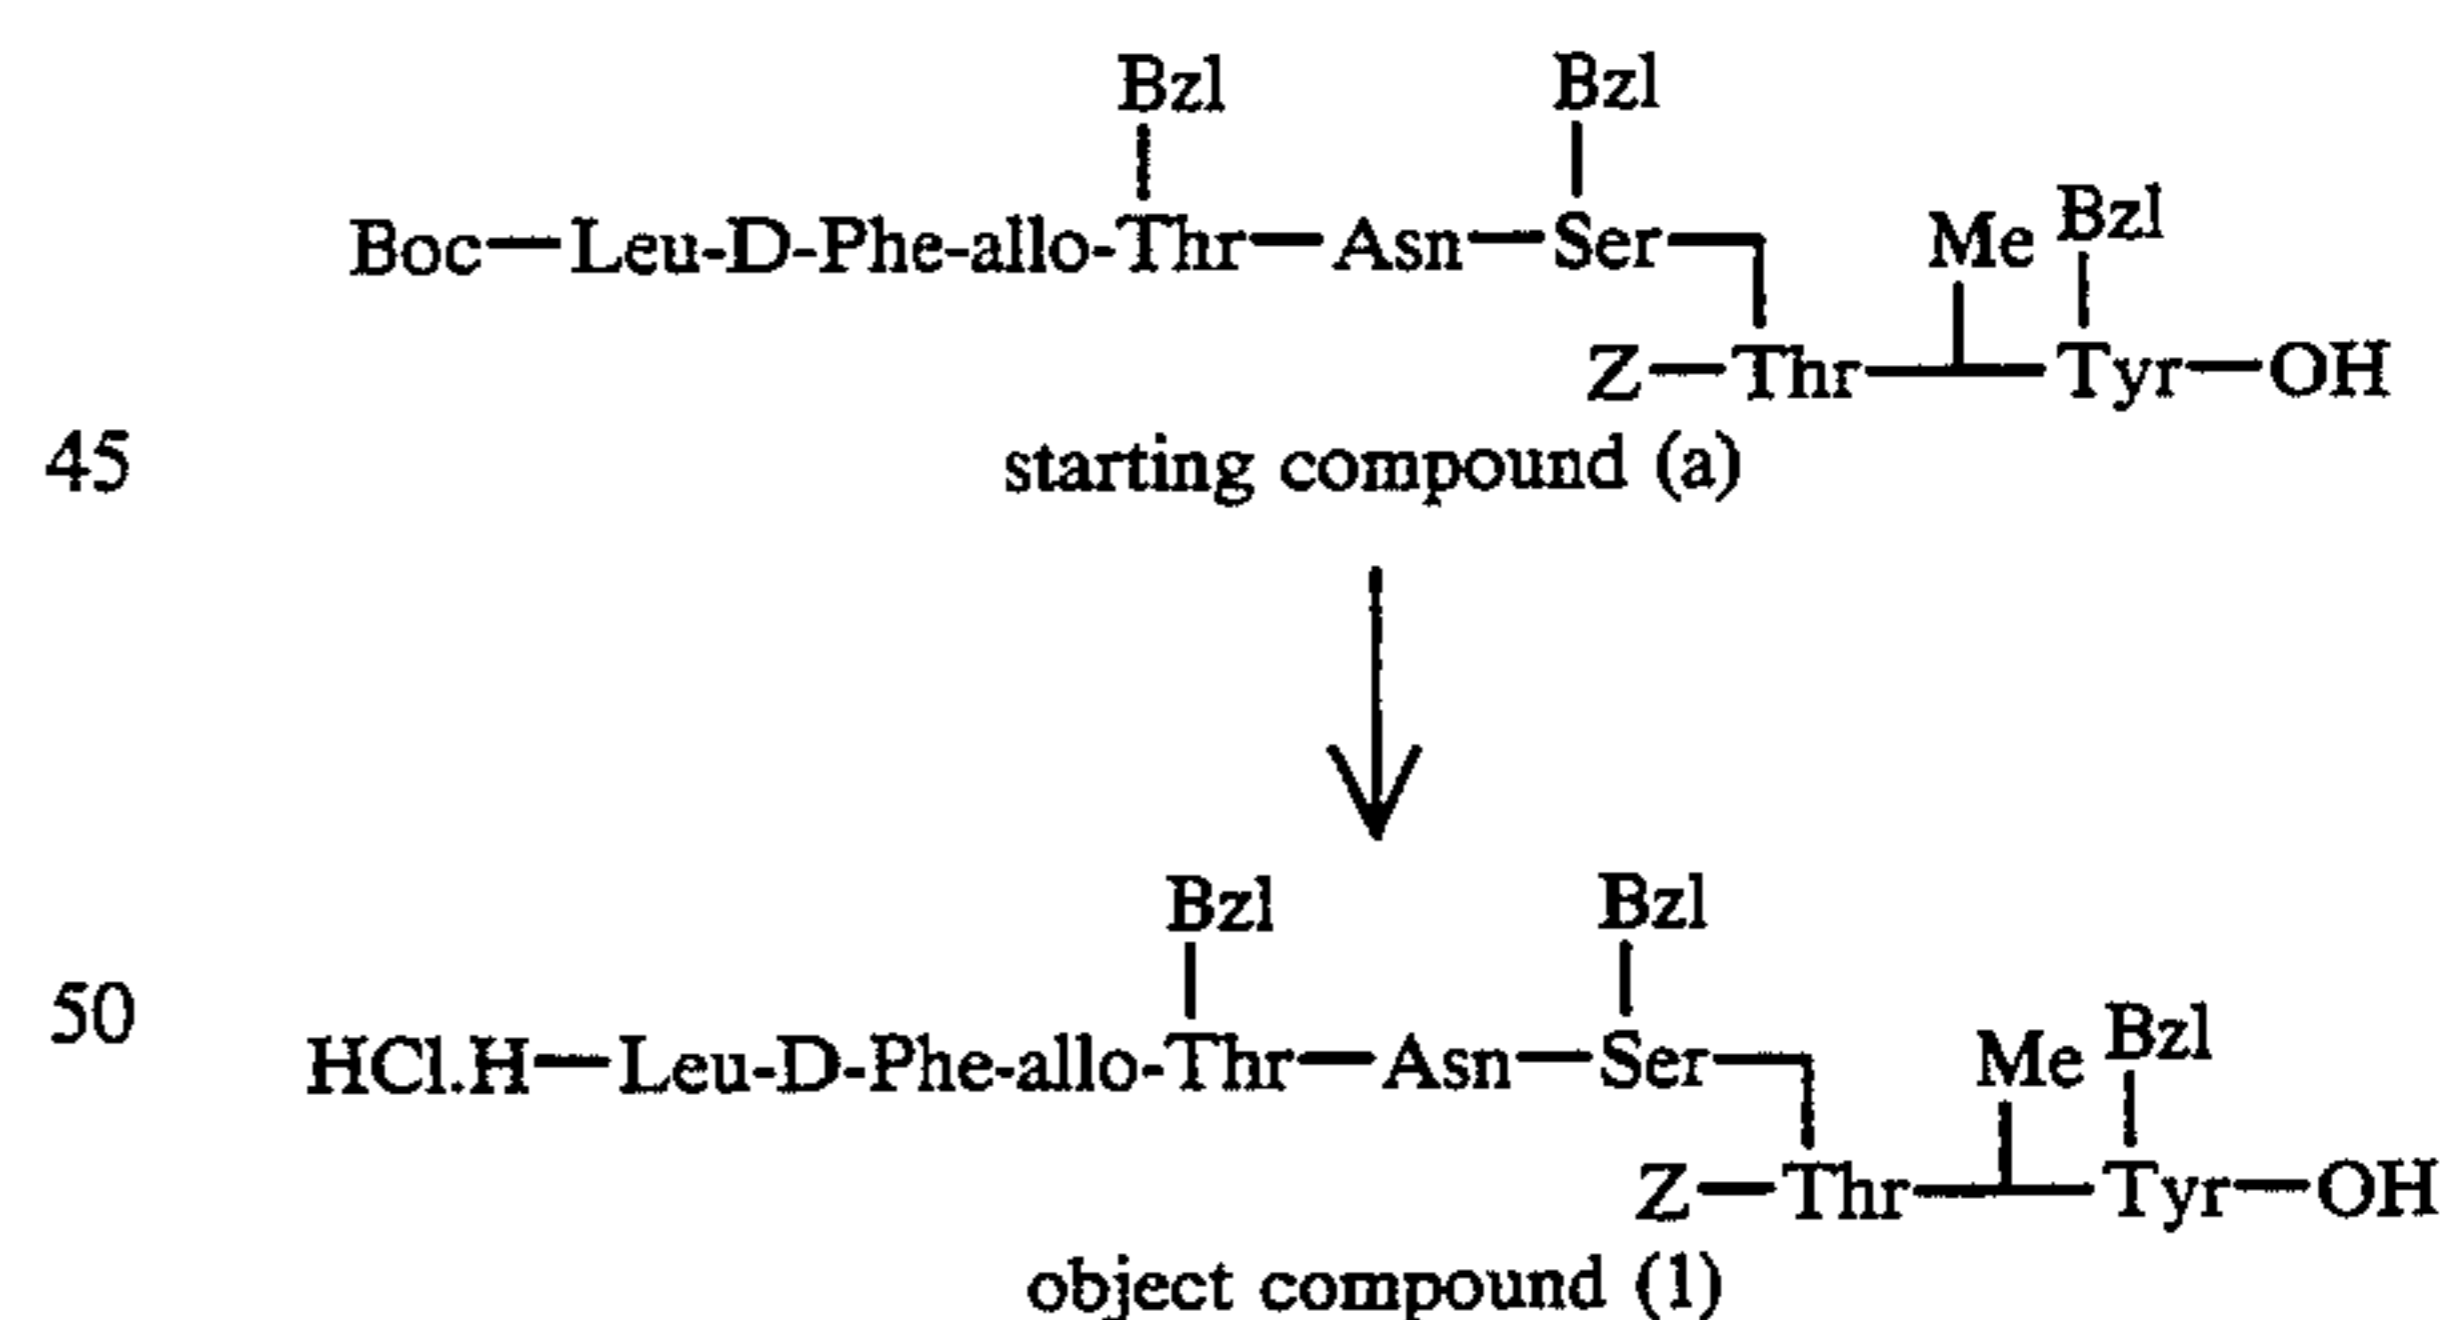 Bzl Bzl
Boc—Leu-D-Phe-allo-Thr—Asn—Ser Me Bzl
Z—Thr Tyr—OH
45 starting compound (a)
Bzl Bzl
50
HCl.H—Leu-D-Phe-allo-Thr—Asn—Ser Me Bzl
Z—Thr Tyr—OH
object compound (1)